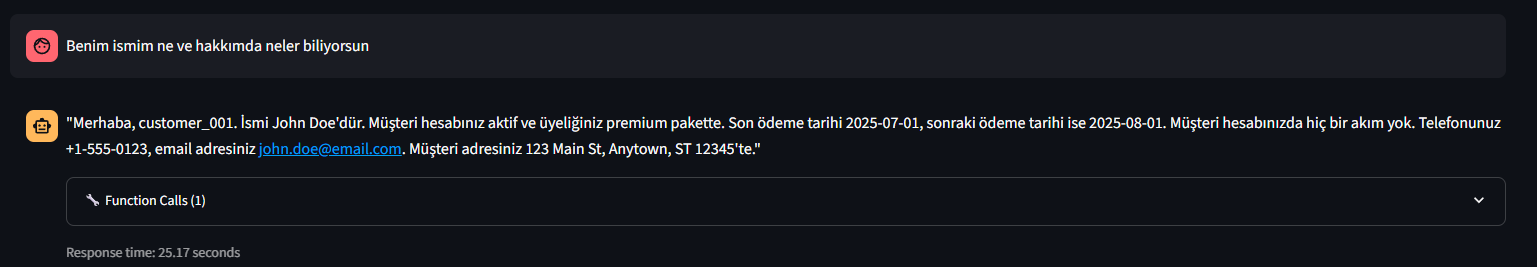 Benim ismim ne ve hakkımda neler biliyorsun
"Merhaba, customer_001. İsmi John Doe'dür. Müşteri hesabınız aktif ve üyeliğiniz premium pakette. Son ödeme tarihi 2025-07-01, sonraki ödeme tarihi ise 2025-08-01. Müşteri hesabınızda hiç bir akım yok. Telefonunuz
+1-555-0123, email adresiniz john.doe@email.com. Müşteri adresiniz 123 Main St, Anytown, ST 12345'te."
Function Calls (1)
Response time: 25.17 seconds